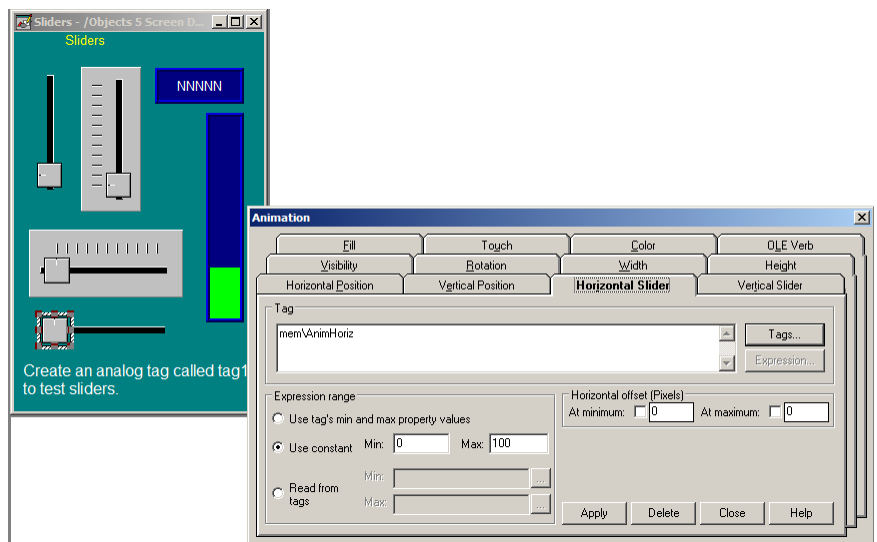 Sliders - /Objects 5 Screen D...
Sliders
NNNNN
Create an analog tag called tag1
to test sliders.
Animation
Fill
Touch
Color
OLE Verb
Visibility
Rotation
Width
Height
Horizontal Position
Vertical Position
Horizontal Slider
Vertical Slider
Tag
mem\AnimHoriz
Tags...
Expression...
Expression range
Use tag's min and max property values
Use constant Min: 0 Max: 100
Read from
tags
Min: ...
Max: ...
Horizontal offset (Pixels)
At minimum: 0 At maximum: 0
Apply Delete Close Help